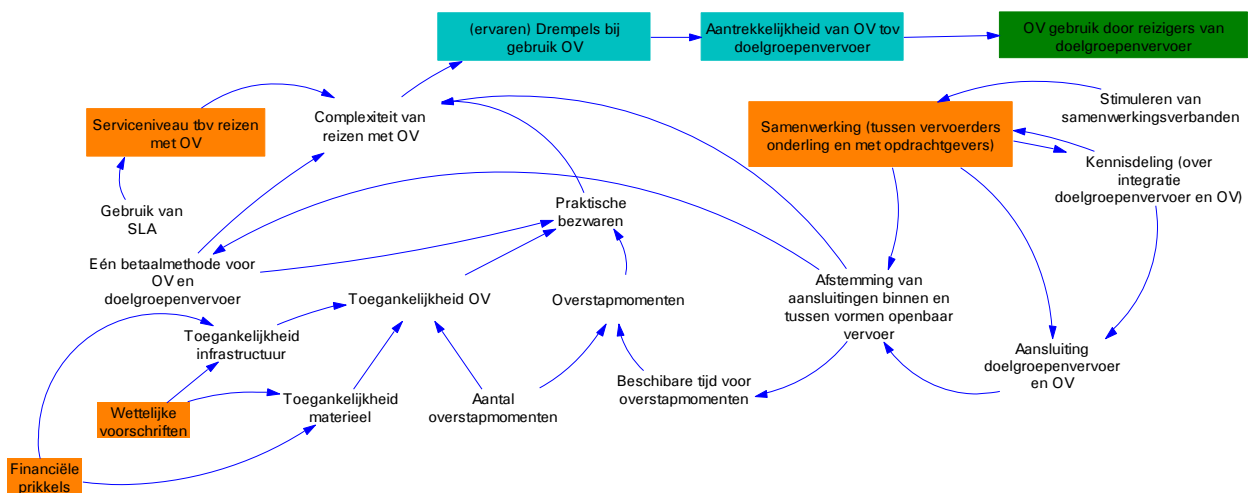 (ervaren) Drempels bij
gebruik OV
Aantrekkelijkheid van OV tov
doelgroepenvervoer
OV gebruik door reizigers van
doelgroepenvervoer
Serviceniveau tbv reizen
met OV
Complexiteit van
reizen met OV
Samenwerking (tussen vervoerders
onderling en met opdrachtgevers)
Stimuleren van
samenwerkingsverbanden
Kennisdeling (over
integratie
doelgroepenvervoer en OV)
Gebruik van
SLA
Praktische
bezwaren
Eén betaalmethode voor
OV en
doelgroepenvervoer
Toegankelijkheid OV
Overstapmomenten
Afstemming van
aansluitingen binnen en
tussen vormen openbaar
vervoer
Toegankelijkheid
infrastructuur
Aansluiting
doelgroepenvervoer
en OV
Wettelijke
voorschriften
Toegankelijkheid
materieel
Aantal
overstapmomenten
Beschibare tijd voor
overstapmomenten
Financiële
prikkels